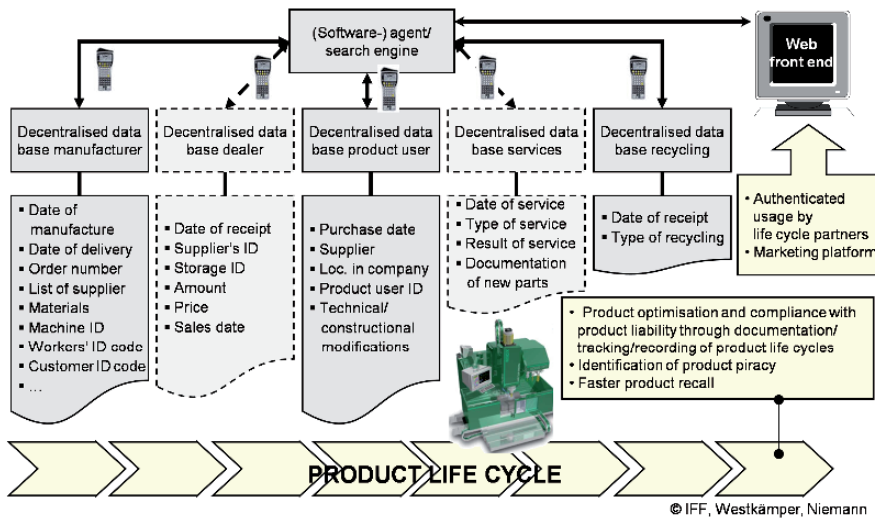 (Software-) agent/
search engine
Web
front end
Decentralised data
base manufacturer
Decentralised data
base dealer
Decentralised data
base product user
Decentralised data
base services
Decentralised data
base recycling
▪ Date of
manufacture
▪ Date of delivery
▪ Order number
▪ List of supplier
▪ Materials
▪ Machine ID
▪ Workers' ID code
▪ Customer ID code
▪ ...
▪ Date of receipt
▪ Supplier's ID
▪ Storage ID
▪ Amount
▪ Price
▪ Sales date
▪ Purchase date
▪ Supplier
▪ Loc. in company
▪ Product user ID
▪ Technical/
constructional
modifications
▪ Date of service
▪ Type of service
▪ Result of service
▪ Documentation
of new parts
▪ Date of receipt
▪ Type of recycling
• Authenticated
usage by
life cycle partners
• Marketing platform
• Product optimisation and compliance with
product liability through documentation/
tracking/recording of product life cycles
• Identification of product piracy
• Faster product recall
PRODUCT LIFE CYCLE
© IFF, Westkämper, Niemann